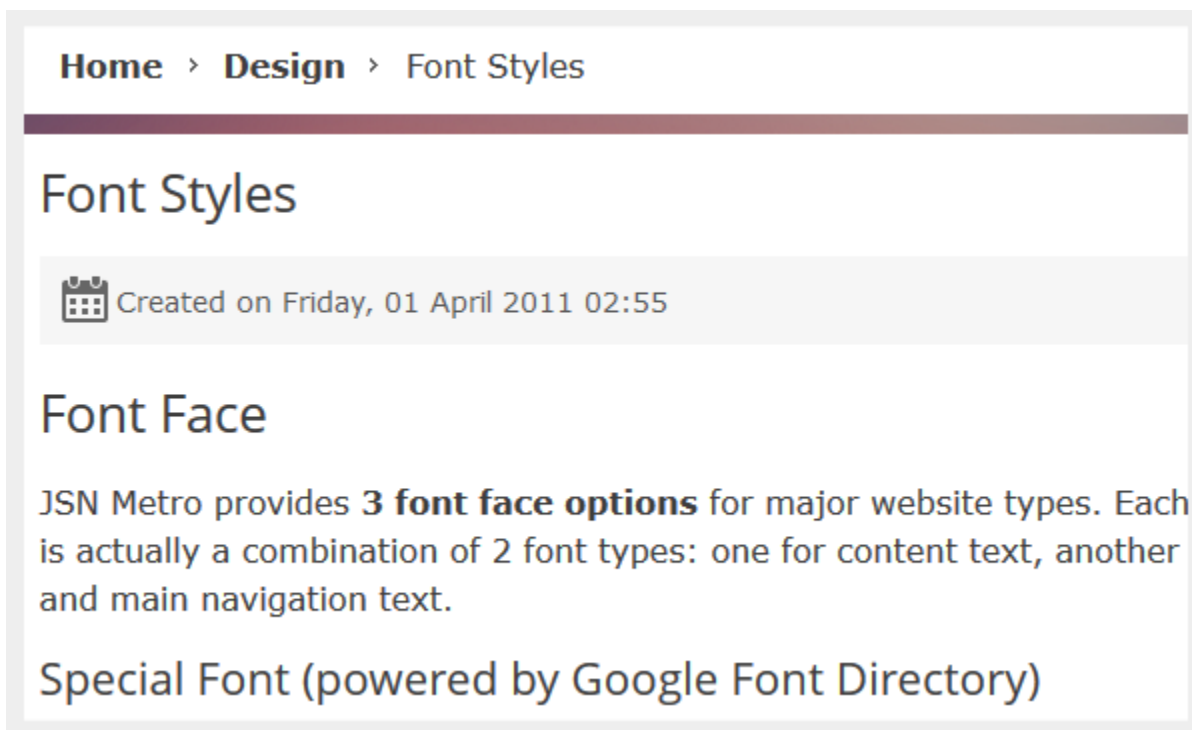 Home › Design › Font Styles
Font Styles
Created on Friday, 01 April 2011 02:55
Font Face
JSN Metro provides 3 font face options for major website types. Each
is actually a combination of 2 font types: one for content text, another
and main navigation text.
Special Font (powered by Google Font Directory)